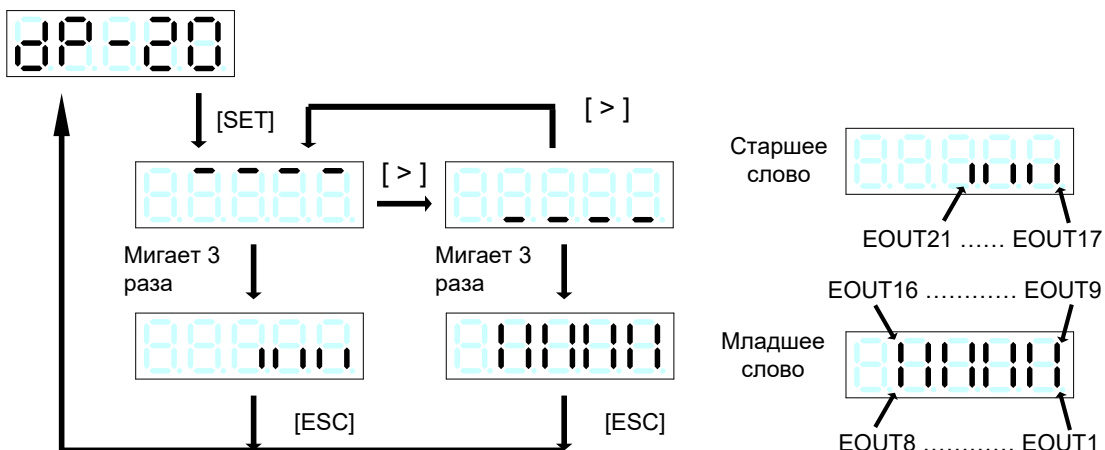 dP-20
[SET]
[ > ]
[ > ]
Мигает 3
раза
Мигает 3
раза
[ESC]
[ESC]
Старшее
слово
EOUT21 …… EOUT17
EOUT16 ………… EOUT9
Младшее
слово
EOUT8 ………… EOUT1